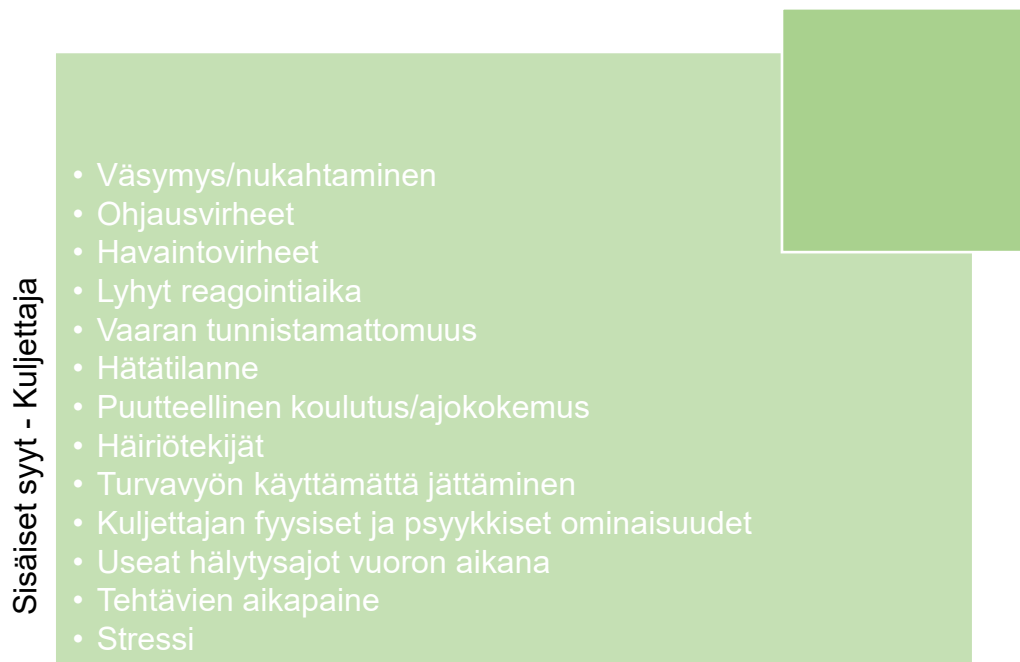 Sisäiset syyt - Kuljettaja
• Väsymys/nukahtaminen
• Ohjausvirheet
• Havaintovirheet
• Lyhyt reagointiaika
• Vaaran tunnistamattomuus
• Hätätilanne
• Puutteellinen koulutus/ajokokemus
• Häiriötekijät
• Turvavyön käyttämättä jättäminen
• Kuljettajan fyysiset ja psyykkiset ominaisuudet
• Useat hälytysajot vuoron aikana
• Tehtävien aikapaine
• Stressi